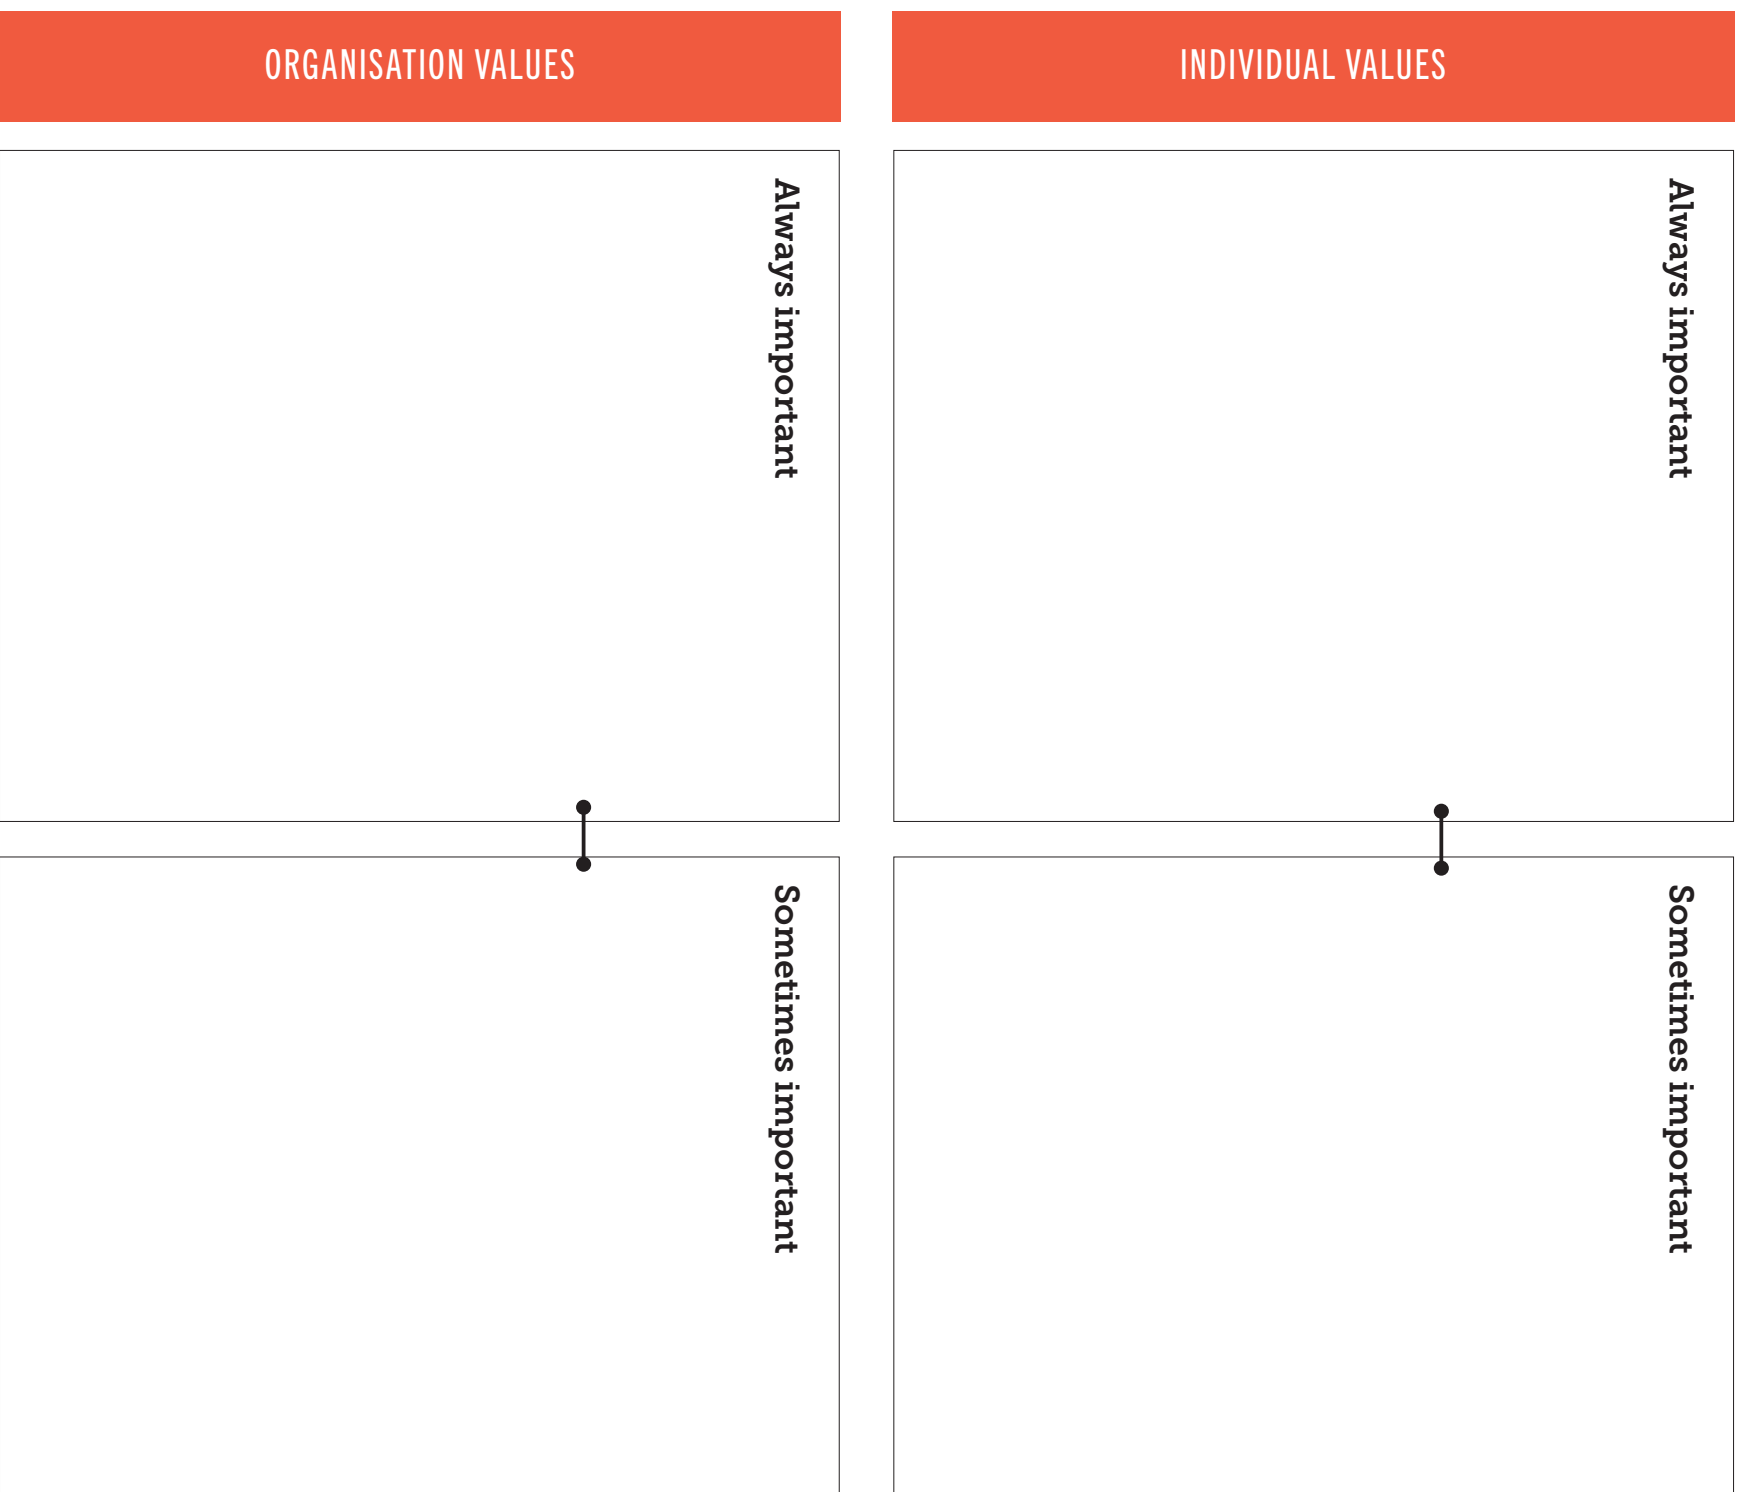 ORGANISATION VALUES
INDIVIDUAL VALUES
Always important
Always important
Sometimes important
Sometimes important